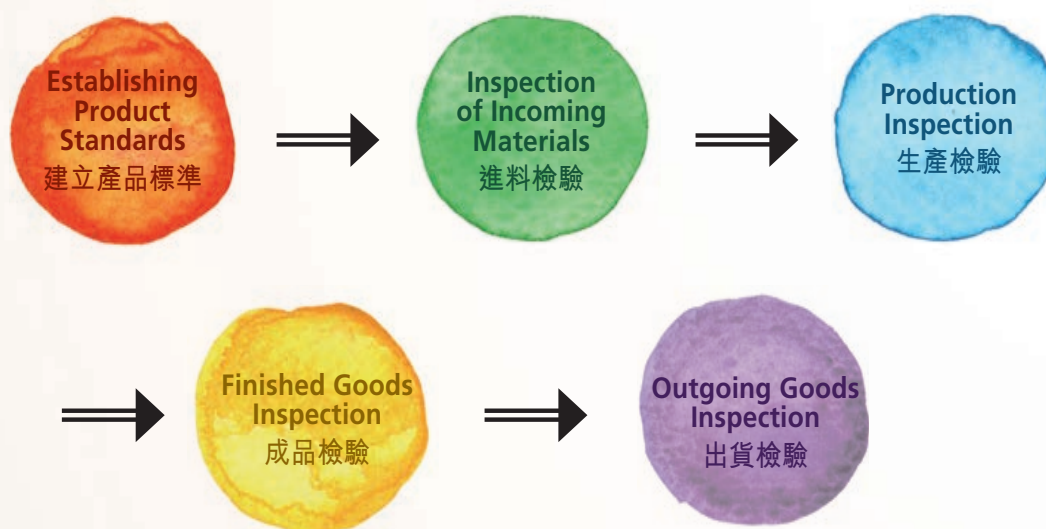 Establishing
Product
Standards
建立產品標準
Inspection
of Incoming
Materials
進料檢驗
Production
Inspection
生產檢驗
Finished Goods
Inspection
成品檢驗
Outgoing Goods
Inspection
出貨檢驗